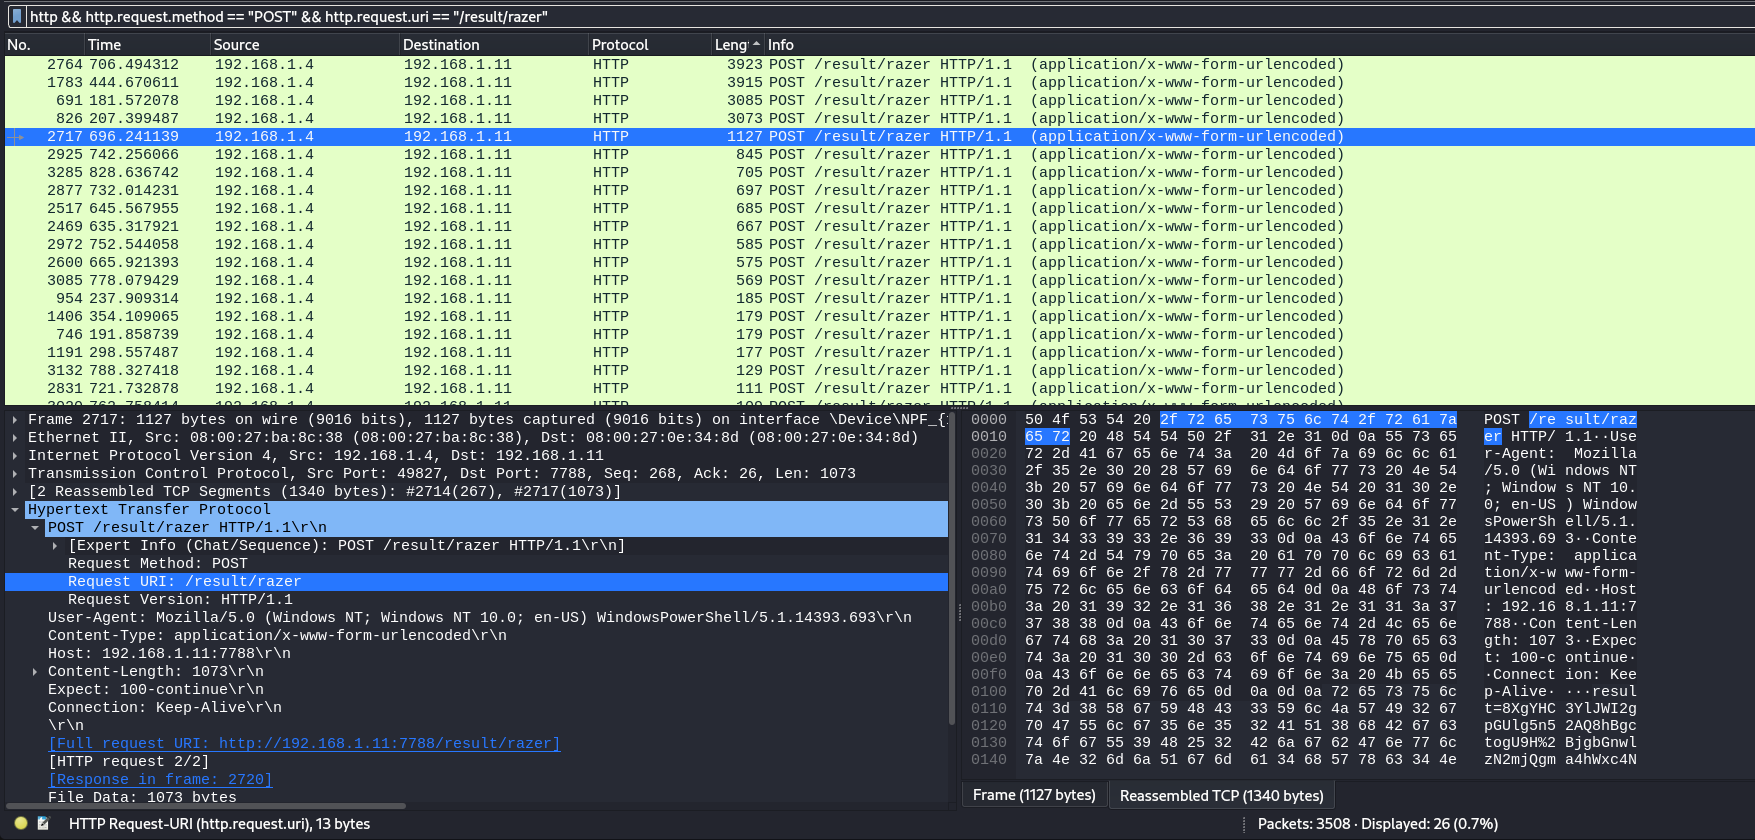 http && http.request.method == "POST" && http.request.uri == "/result/razer"
No. Time Source Destination Protocol Leng Info
2764 706.494312 192.168.1.4 192.168.1.11 HTTP 3923 POST /result/razer HTTP/1.1 (application/x-www-form-urlencoded)
1783 444.670611 192.168.1.4 192.168.1.11 HTTP 3915 POST /result/razer HTTP/1.1 (application/x-www-form-urlencoded)
691 181.572078 192.168.1.4 192.168.1.11 HTTP 3085 POST /result/razer HTTP/1.1 (application/x-www-form-urlencoded)
826 207.399487 192.168.1.4 192.168.1.11 HTTP 3073 POST /result/razer HTTP/1.1 (application/x-www-form-urlencoded)
2717 696.241139 192.168.1.4 192.168.1.11 HTTP 1127 POST /result/razer HTTP/1.1 (application/x-www-form-urlencoded)
2925 742.256066 192.168.1.4 192.168.1.11 HTTP 845 POST /result/razer HTTP/1.1 (application/x-www-form-urlencoded)
3285 828.636742 192.168.1.4 192.168.1.11 HTTP 705 POST /result/razer HTTP/1.1 (application/x-www-form-urlencoded)
2877 732.014231 192.168.1.4 192.168.1.11 HTTP 697 POST /result/razer HTTP/1.1 (application/x-www-form-urlencoded)
2517 645.567955 192.168.1.4 192.168.1.11 HTTP 685 POST /result/razer HTTP/1.1 (application/x-www-form-urlencoded)
2469 635.317921 192.168.1.4 192.168.1.11 HTTP 667 POST /result/razer HTTP/1.1 (application/x-www-form-urlencoded)
2972 752.544058 192.168.1.4 192.168.1.11 HTTP 585 POST /result/razer HTTP/1.1 (application/x-www-form-urlencoded)
2600 665.921393 192.168.1.4 192.168.1.11 HTTP 575 POST /result/razer HTTP/1.1 (application/x-www-form-urlencoded)
3085 778.079429 192.168.1.4 192.168.1.11 HTTP 569 POST /result/razer HTTP/1.1 (application/x-www-form-urlencoded)
954 237.909314 192.168.1.4 192.168.1.11 HTTP 185 POST /result/razer HTTP/1.1 (application/x-www-form-urlencoded)
1406 354.109065 192.168.1.4 192.168.1.11 HTTP 179 POST /result/razer HTTP/1.1 (application/x-www-form-urlencoded)
746 191.858739 192.168.1.4 192.168.1.11 HTTP 179 POST /result/razer HTTP/1.1 (application/x-www-form-urlencoded)
1191 298.557487 192.168.1.4 192.168.1.11 HTTP 177 POST /result/razer HTTP/1.1 (application/x-www-form-urlencoded)
3132 788.327418 192.168.1.4 192.168.1.11 HTTP 129 POST /result/razer HTTP/1.1 (application/x-www-form-urlencoded)
2831 721.732878 192.168.1.4 192.168.1.11 HTTP 111 POST /result/razer HTTP/1.1 (application/x-www-form-urlencoded)
Frame 2717: 1127 bytes on wire (9016 bits), 1127 bytes captured (9016 bits) on interface \Device\NPF_{
Ethernet II, Src: 08:00:27:ba:8c:38 (08:00:27:ba:8c:38), Dst: 08:00:27:0e:34:8d (08:00:27:0e:34:8d)
Internet Protocol Version 4, Src: 192.168.1.4, Dst: 192.168.1.11
Transmission Control Protocol, Src Port: 49827, Dst Port: 7788, Seq: 268, Ack: 26, Len: 1073
[2 Reassembled TCP Segments (1340 bytes): #2714(267), #2717(1073)]
Hypertext Transfer Protocol
POST /result/razer HTTP/1.1\r\n
[Expert Info (Chat/Sequence): POST /result/razer HTTP/1.1\r\n]
Request Method: POST
Request URI: /result/razer
Request Version: HTTP/1.1
User-Agent: Mozilla/5.0 (Windows NT; Windows NT 10.0; en-US) WindowsPowerShell/5.1.14393.693\r\n
Content-Type: application/x-www-form-urlencoded\r\n
Host: 192.168.1.11:7788\r\n
Content-Length: 1073\r\n
Expect: 100-continue\r\n
Connection: Keep-Alive\r\n
\r\n
[Full request URI: http://192.168.1.11:7788/result/razer]
[HTTP request 2/2]
[Response in frame: 2720]
File Data: 1073 bytes
0000 50 4f 53 54 20 2f 72 65 73 75 6c 74 2f 72 61 7a POST /re sult/raz
0010 65 72 20 48 54 54 50 2f 31 2e 31 0d 0a 55 73 65 er HTTP/ 1.1··Use
0020 72 2d 41 67 65 6e 74 3a 20 4d 6f 7a 69 6c 6c 61 r-Agent: Mozilla
0030 2f 35 2e 30 20 28 57 69 6e 64 6f 77 73 20 4e 54 /5.0 (Wi ndows NT
0040 3b 20 57 69 6e 64 6f 77 73 20 4e 54 20 31 30 2e ; Window s NT 10.
0050 30 3b 20 65 6e 2d 55 53 29 20 57 69 6e 64 6f 77 0; en-US ) Window
0060 73 50 6f 77 65 72 53 68 65 6c 6c 2f 35 2e 31 2e sPowerSh ell/5.1.
0070 31 34 33 39 33 2e 36 39 33 0d 0a 43 6f 6e 74 65 14393.69 3··Conte
0080 6e 74 2d 54 79 70 65 3a 20 61 70 70 6c 69 63 61 nt-Type: applica
0090 74 69 6f 6e 2f 78 2d 77 77 77 2d 66 6f 72 6d 2d tion/x-w ww-form-
00a0 75 72 6c 65 6e 63 6f 64 65 64 0d 0a 48 6f 73 74 urlencod ed··Host
00b0 3a 20 31 39 32 2e 31 36 38 2e 31 2e 31 31 3a 37 : 192.16 8.1.11:7
00c0 37 38 38 0d 0a 43 6f 6e 74 65 6e 74 2d 4c 65 6e 788··Con tent-Len
00d0 67 74 68 3a 20 31 30 37 33 0d 0a 45 78 70 65 63 gth: 107 3··Expec
00e0 74 3a 20 31 30 30 2d 63 6f 6e 74 69 6e 75 65 0d t: 100-c ontinue·
00f0 0a 43 6f 6e 6e 65 63 74 69 6f 6e 3a 20 4b 65 65 ·Connect ion: Kee
0100 70 2d 41 6c 69 76 65 0d 0a 0d 0a 72 65 73 75 6c p-Alive· ···resul
0110 74 3d 38 58 67 59 48 43 33 59 6c 4a 57 49 32 67 t=8XgYHC 3YlJWI2g
0120 70 47 55 6c 67 35 6e 35 32 41 51 38 68 42 67 63 pGUlg5n5 2AQ8hBgc
0130 74 6f 67 55 39 48 25 32 42 6a 67 62 47 6e 77 6c togU9H%2 BjgbGnwl
0140 7a 4e 32 6d 6a 51 67 6d 61 34 68 57 78 63 34 4e zN2mjQgm a4hWxc4N
Frame (1127 bytes) Reassembled TCP (1340 bytes)
HTTP Request-URI (http.request.uri), 13 bytes Packets: 3508 · Displayed: 26 (0.7%)